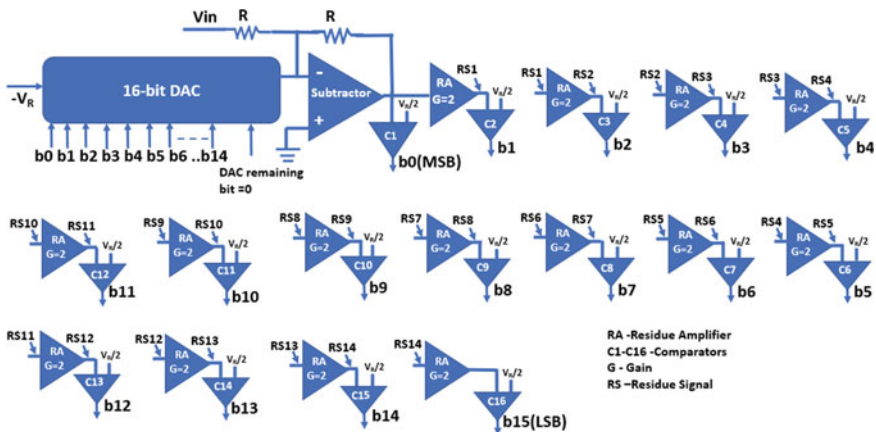 Vin R R
-VR 16-bit DAC
- Subtractor +
RA G=2 RS1
VR/2 C1 b0(MSB)
VR/2 C2 b1
b0 b1 b2 b3 b4 b5 b6 ..b14
DAC remaining
bit =0
RS1 RA G=2 RS2 VR/2 C3 b2
RS2 RA G=2 RS3 VR/2 C4 b3
RS3 RA G=2 RS4 VR/2 C5 b4
RS10 RA G=2 RS11 VR/2 C12 b11
RS9 RA G=2 RS10 VR/2 C11 b10
RS8 RA G=2 RS9 VR/2 C10 b9
RS7 RA G=2 RS8 VR/2 C9 b8
RS6 RA G=2 RS7 VR/2 C8 b7
RS5 RA G=2 RS6 VR/2 C7 b6
RS4 RA G=2 RS5 VR/2 C6 b5
RS11 RA G=2 RS12 VR/2 C13 b12
RS12 RA G=2 RS13 VR/2 C14 b13
RS13 RA G=2 RS14 VR/2 C15 b14
RS14 RA G=2 VR/2 C16 b15(LSB)
RA -Residue Amplifier
C1-C16 -Comparators
G - Gain
RS –Residue Signal